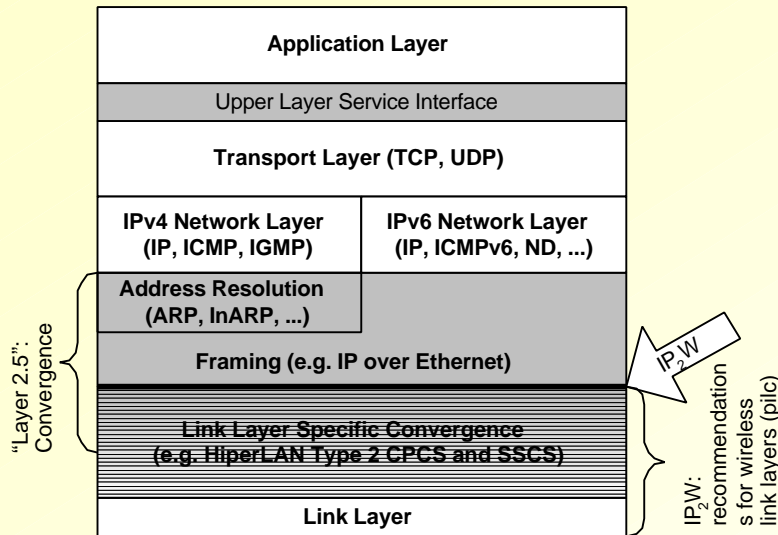 Application Layer
Upper Layer Service Interface
Transport Layer (TCP, UDP)
IPv4 Network Layer
(IP, ICMP, IGMP)
IPv6 Network Layer
(IP, ICMPv6, ND, ...)
Address Resolution
(ARP, InARP, ...)
Framing (e.g. IP over Ethernet)
Link Layer Specific Convergence
(e.g. HiperLAN Type 2 CPCS and SSCS)
Link Layer
“Layer 2.5”:
Convergence
IP2W
IP2W:
recommendation
s for wireless
link layers (pilc)